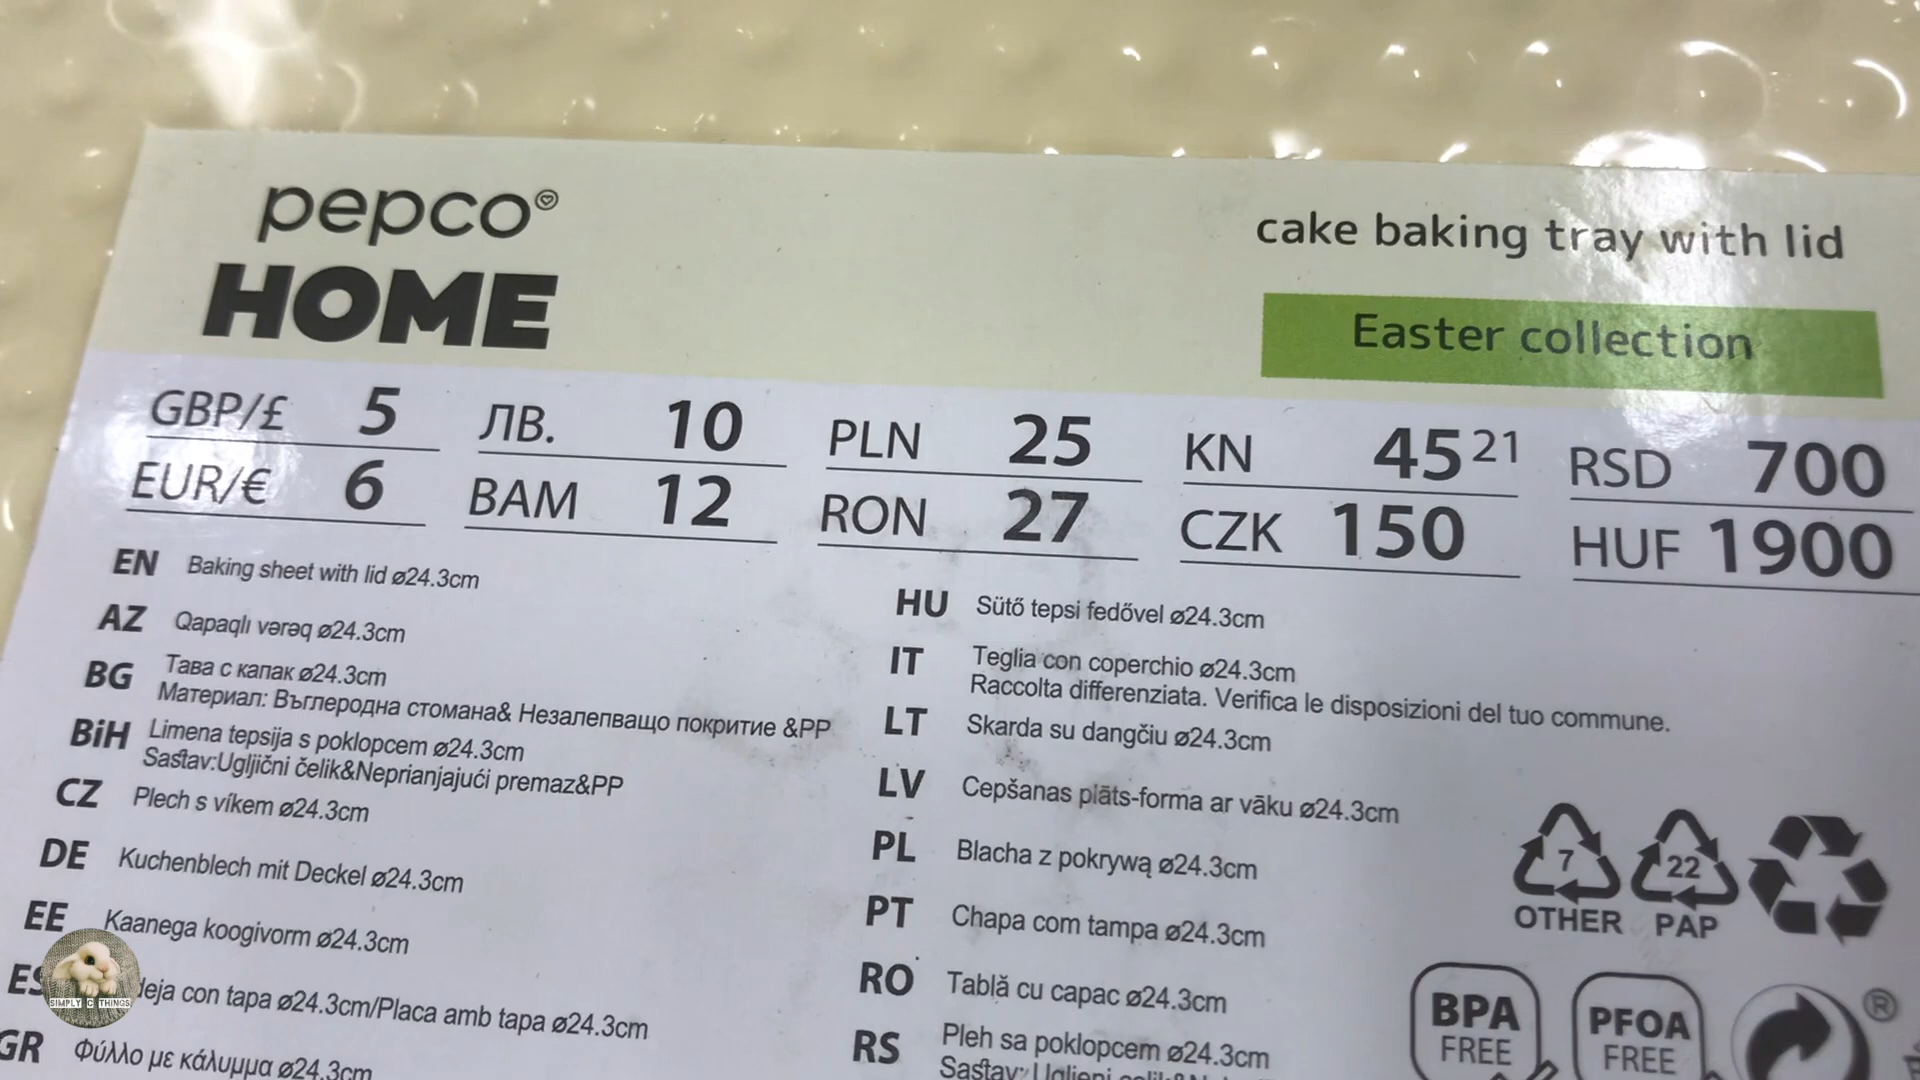 pepco
HOME
cake baking tray with lid
Easter collection
GBP/£ 5
ЛВ. 10
PLN 25
KN 45 21
RSD 700
EUR/€ 6
BAM 12
RON 27
CZK 150
HUF 1900
EN Baking sheet with lid ø24.3cm
AZ Qapaqlı vərəq ø24.3cm
BG Тава с капак ø24.3cm
Материал: Въглеродна стомана& Незалепващо покритие &PP
BiH Limena tepsija s poklopcem ø24.3cm
Sastav:Ugljični čelik&Neprianjajući premaz&PP
CZ Plech s víkem ø24.3cm
DE Kuchenblech mit Deckel ø24.3cm
EE Kaanega koogivorm ø24.3cm
ES con tapa ø24.3cm/Placa amb tapa ø24.3cm
GR Φύλλο με κάλυμμα ø24.3cm
HU Sütő tepsi fedővel ø24.3cm
IT Teglia con coperchio ø24.3cm
Raccolta differenziata. Verifica le disposizioni del tuo commune.
LT Skarda su dangčiu ø24.3cm
LV Cepšanas plāts-forma ar vāku ø24.3cm
PL Blacha z pokrywą ø24.3cm
PT Chapa com tampa ø24.3cm
RO Tablă cu capac ø24.3cm
RS Pleh sa poklopcem ø24.3cm
7
OTHER
22
PAP
BPA
FREE
PFOA
FREE
®
SIMPLY C THINGS